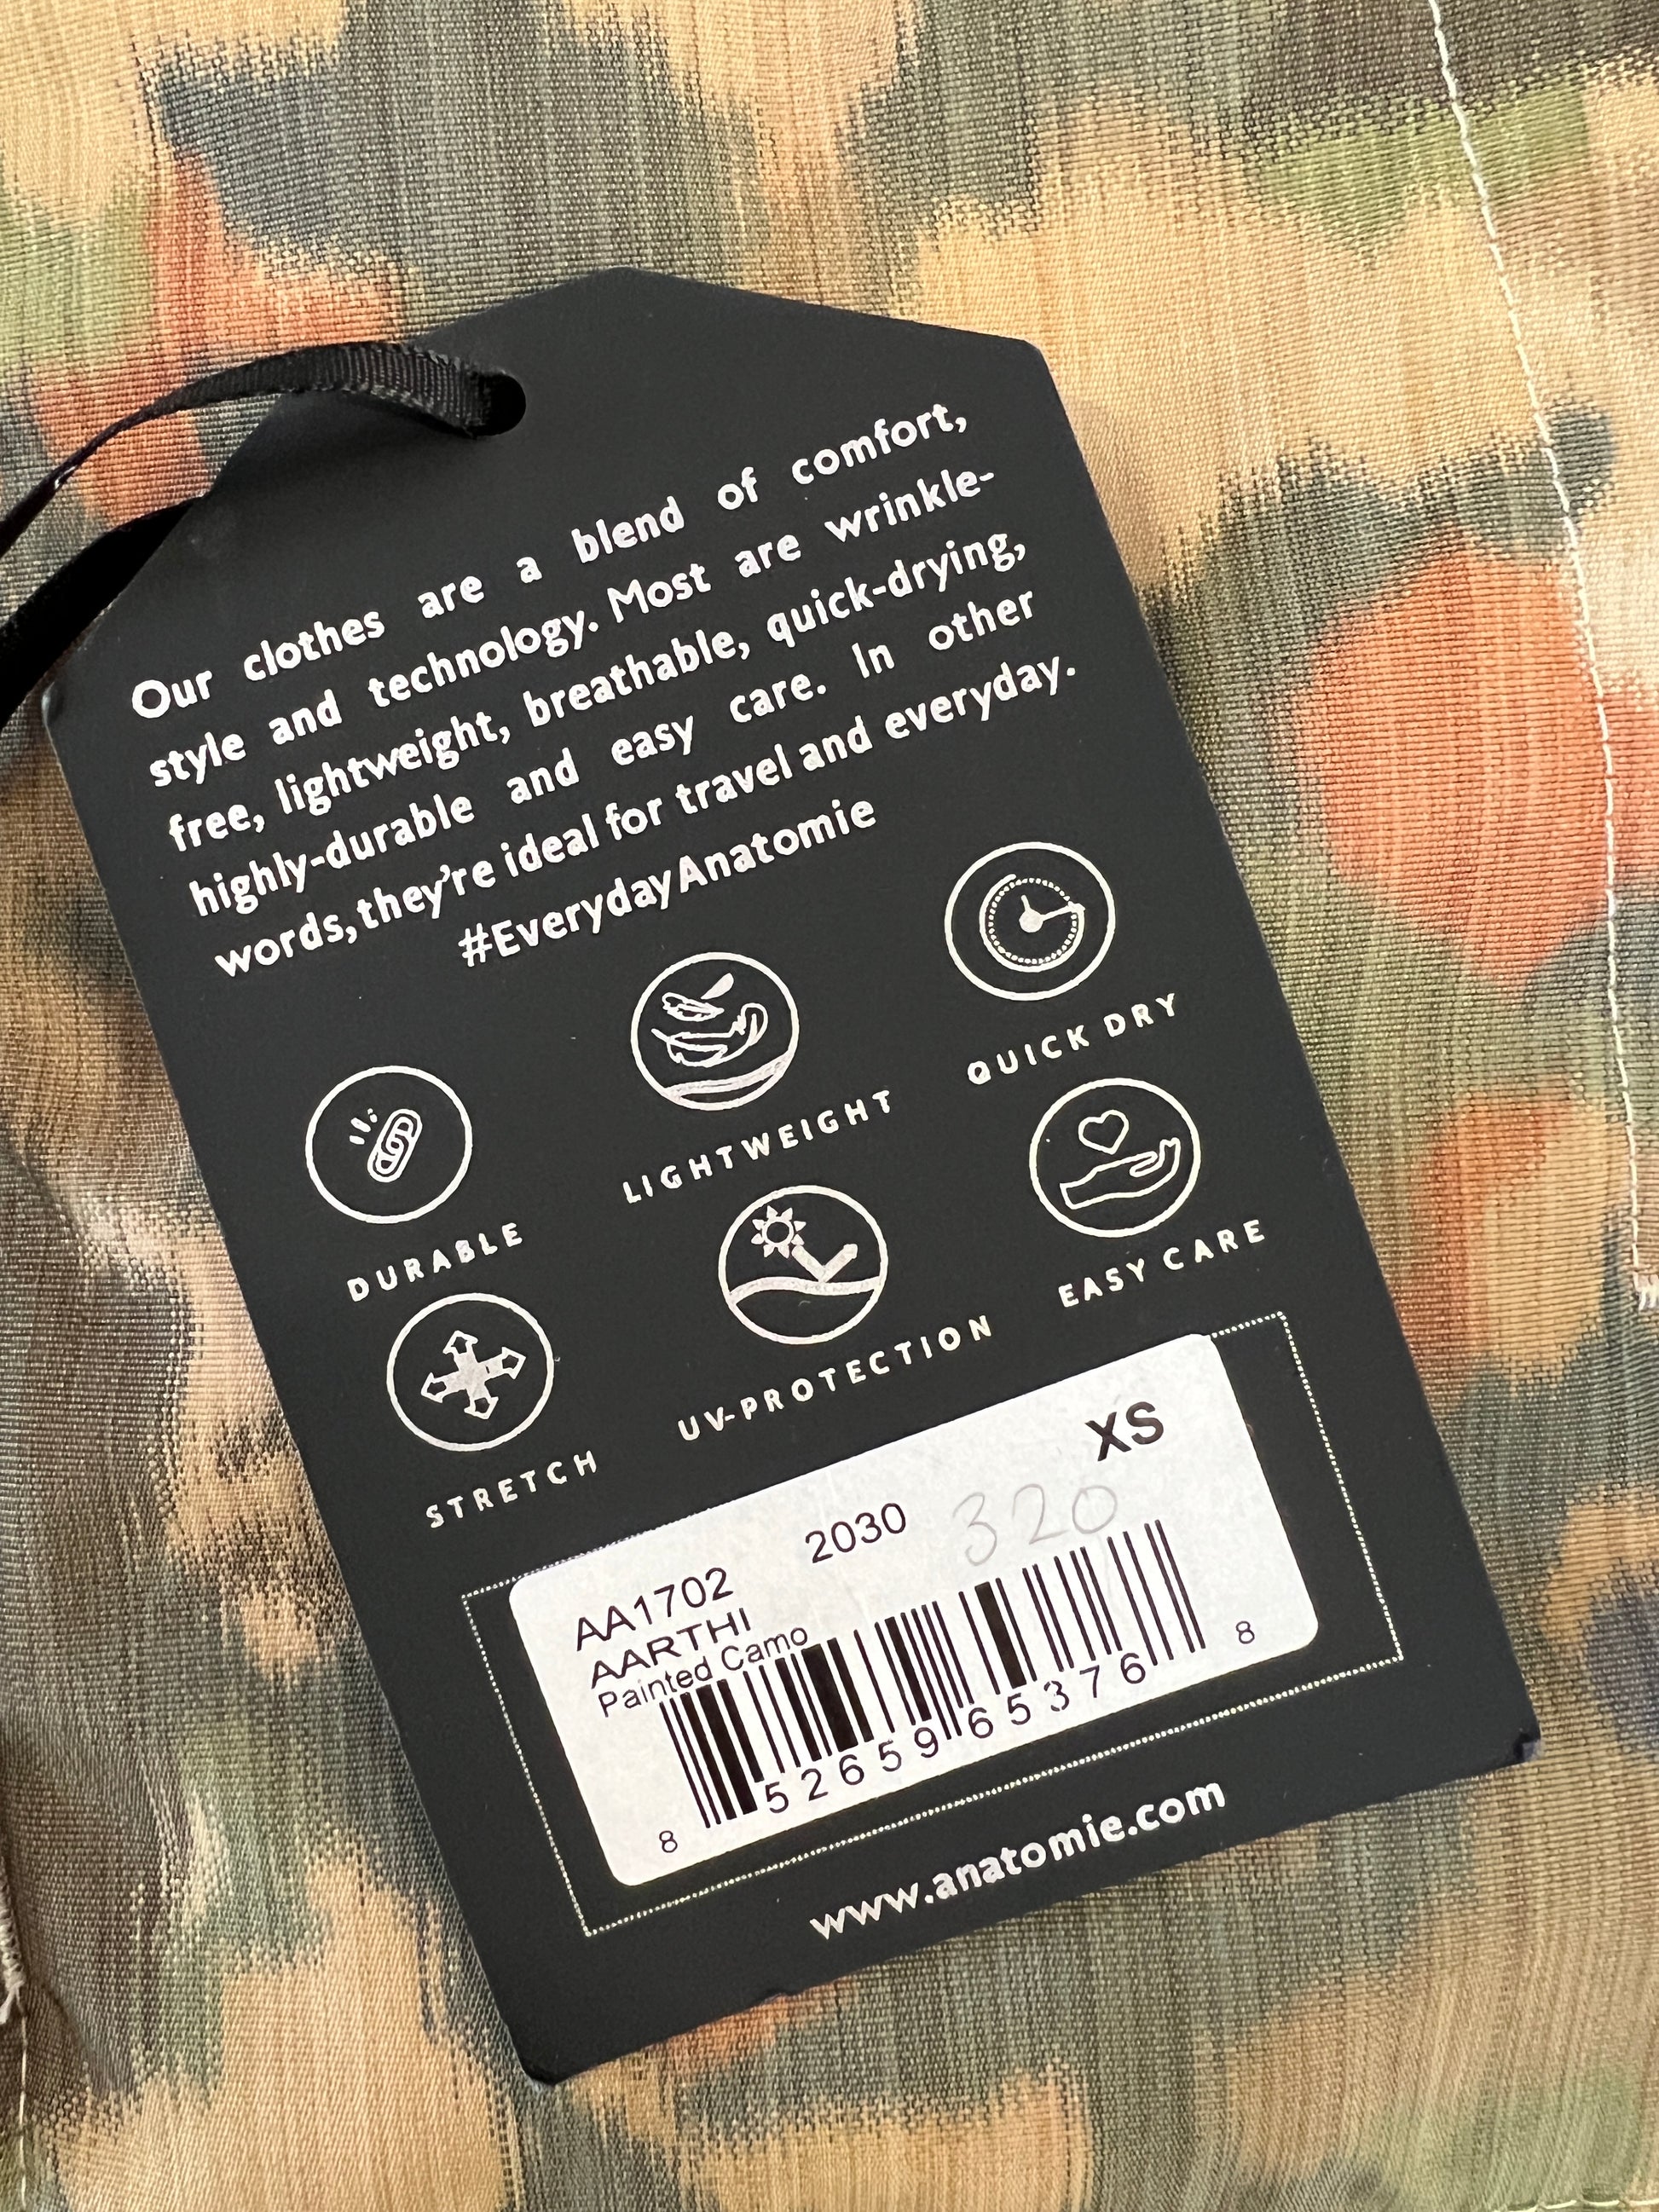 Our clothes are a blend of comfort,
style and technology. Most are wrinkle-
free, lightweight, breathable, quick-drying,
highly-durable and easy care. In other
words, they're ideal for travel and everyday.
#EverydayAnatomie
DURABLE
LIGHTWEIGHT
QUICK DRY
STRETCH
UV-PROTECTION
EASY CARE
XS
AA1702 2030 320
AARTHI
Painted Camo
8 52659 65376 8
www.anatomie.com